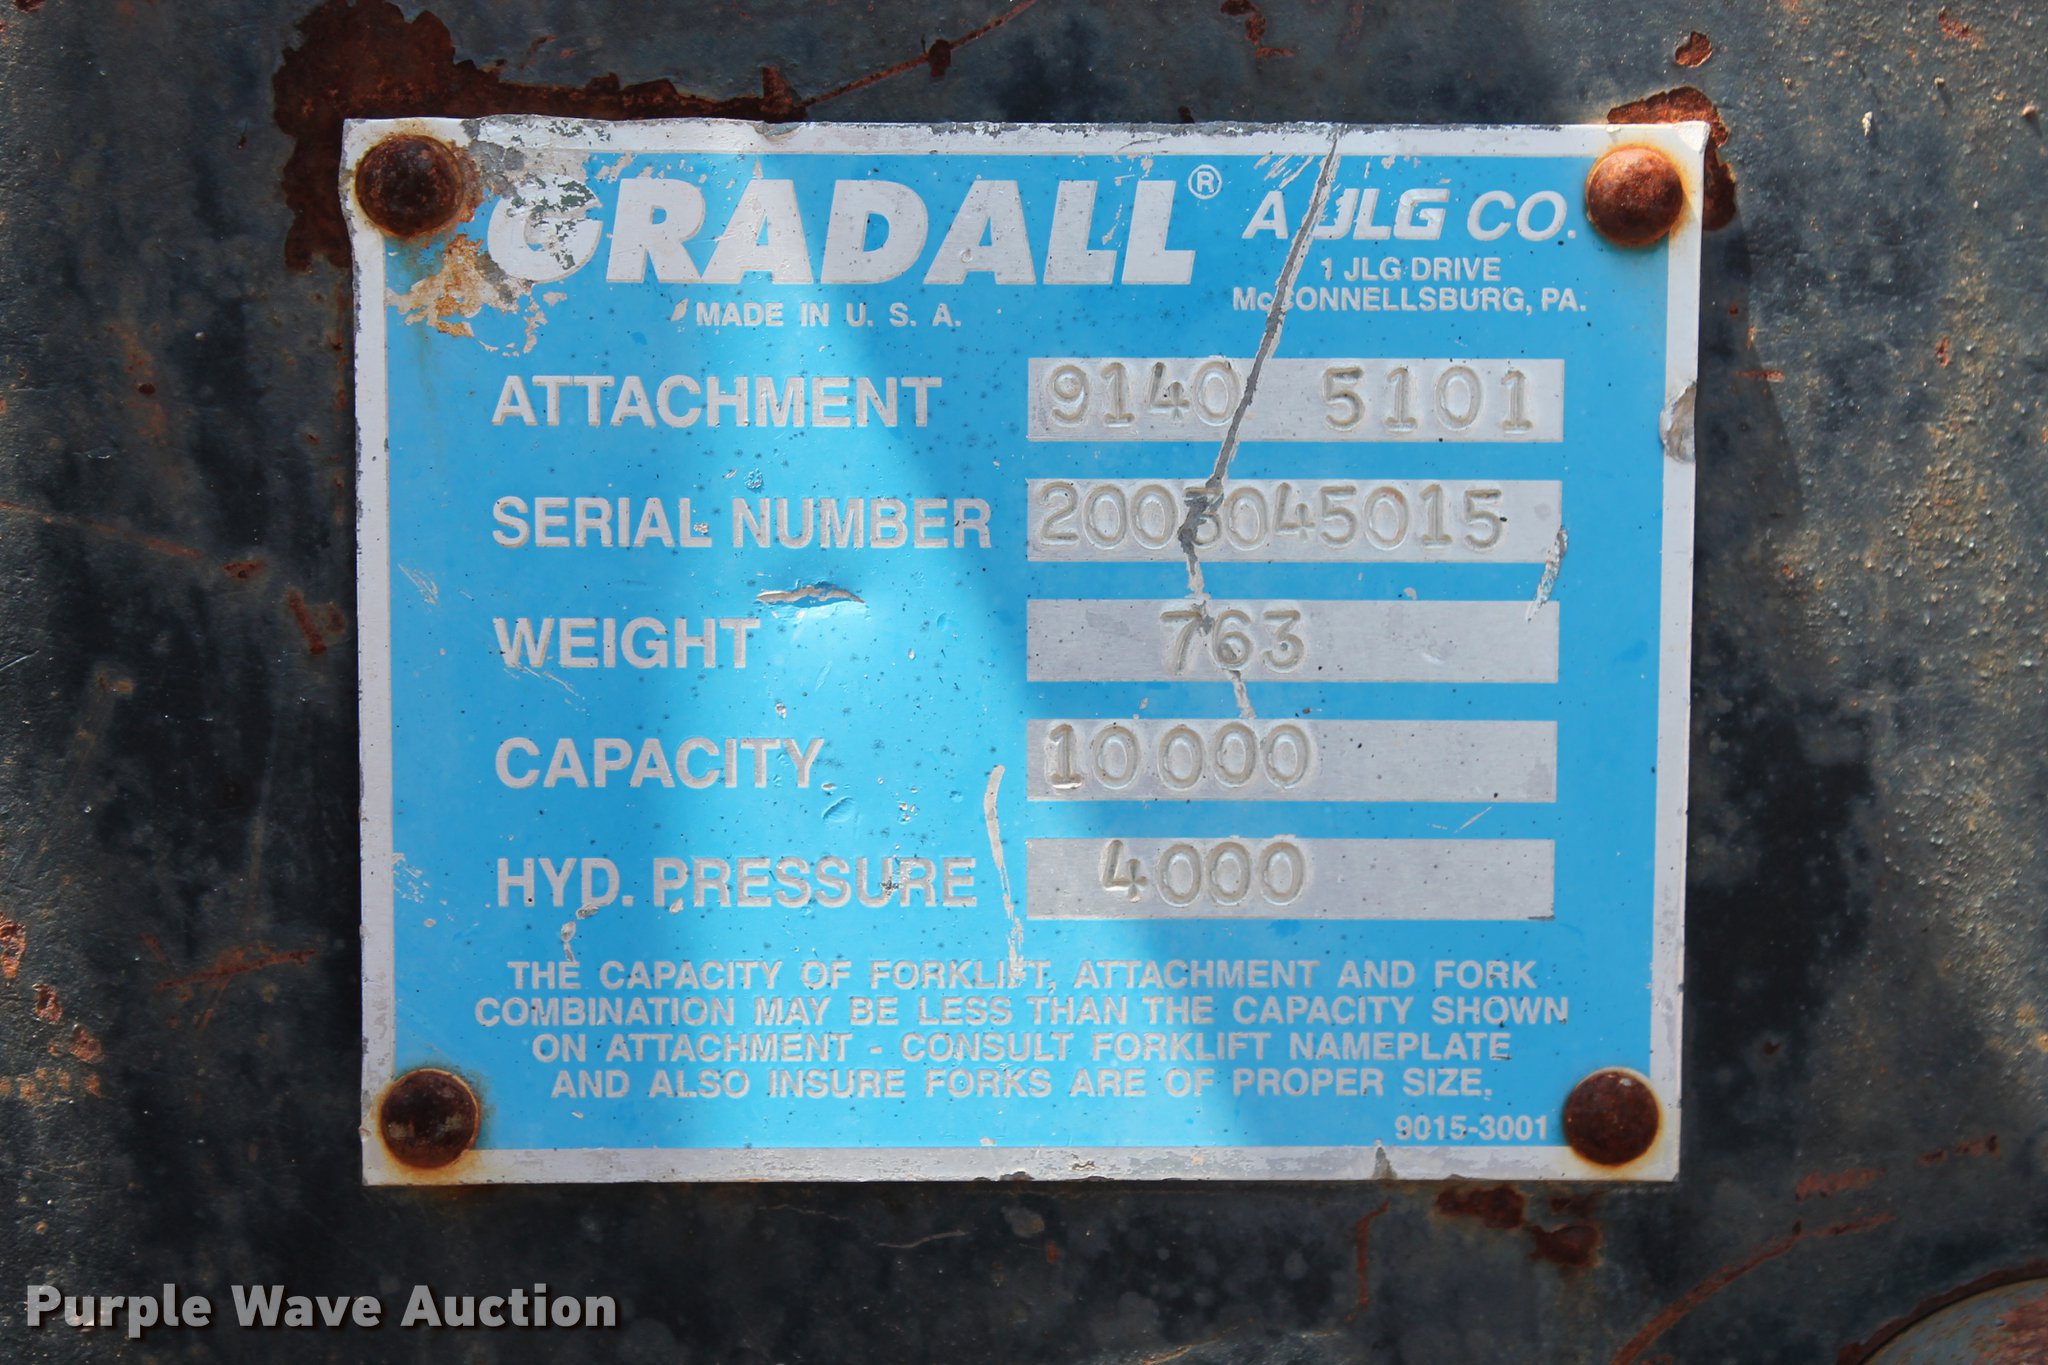 GRADALL® A JLG CO.
1 JLG DRIVE
McCONNELLSBURG, PA.
MADE IN U. S. A.
ATTACHMENT 9140 5101
SERIAL NUMBER 2003045015
WEIGHT 763
CAPACITY 10000
HYD. PRESSURE 4000
THE CAPACITY OF FORKLIFT, ATTACHMENT AND FORK
COMBINATION MAY BE LESS THAN THE CAPACITY SHOWN
ON ATTACHMENT - CONSULT FORKLIFT NAMEPLATE
AND ALSO INSURE FORKS ARE OF PROPER SIZE.
9015-3001
Purple Wave Auction